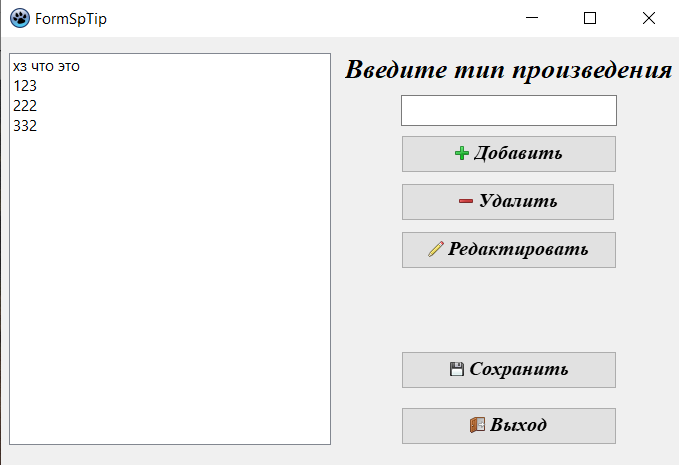 FormSpTip
хз что это
123
222
332
Введите тип произведения
Добавить
Удалить
Редактировать
Сохранить
Выход